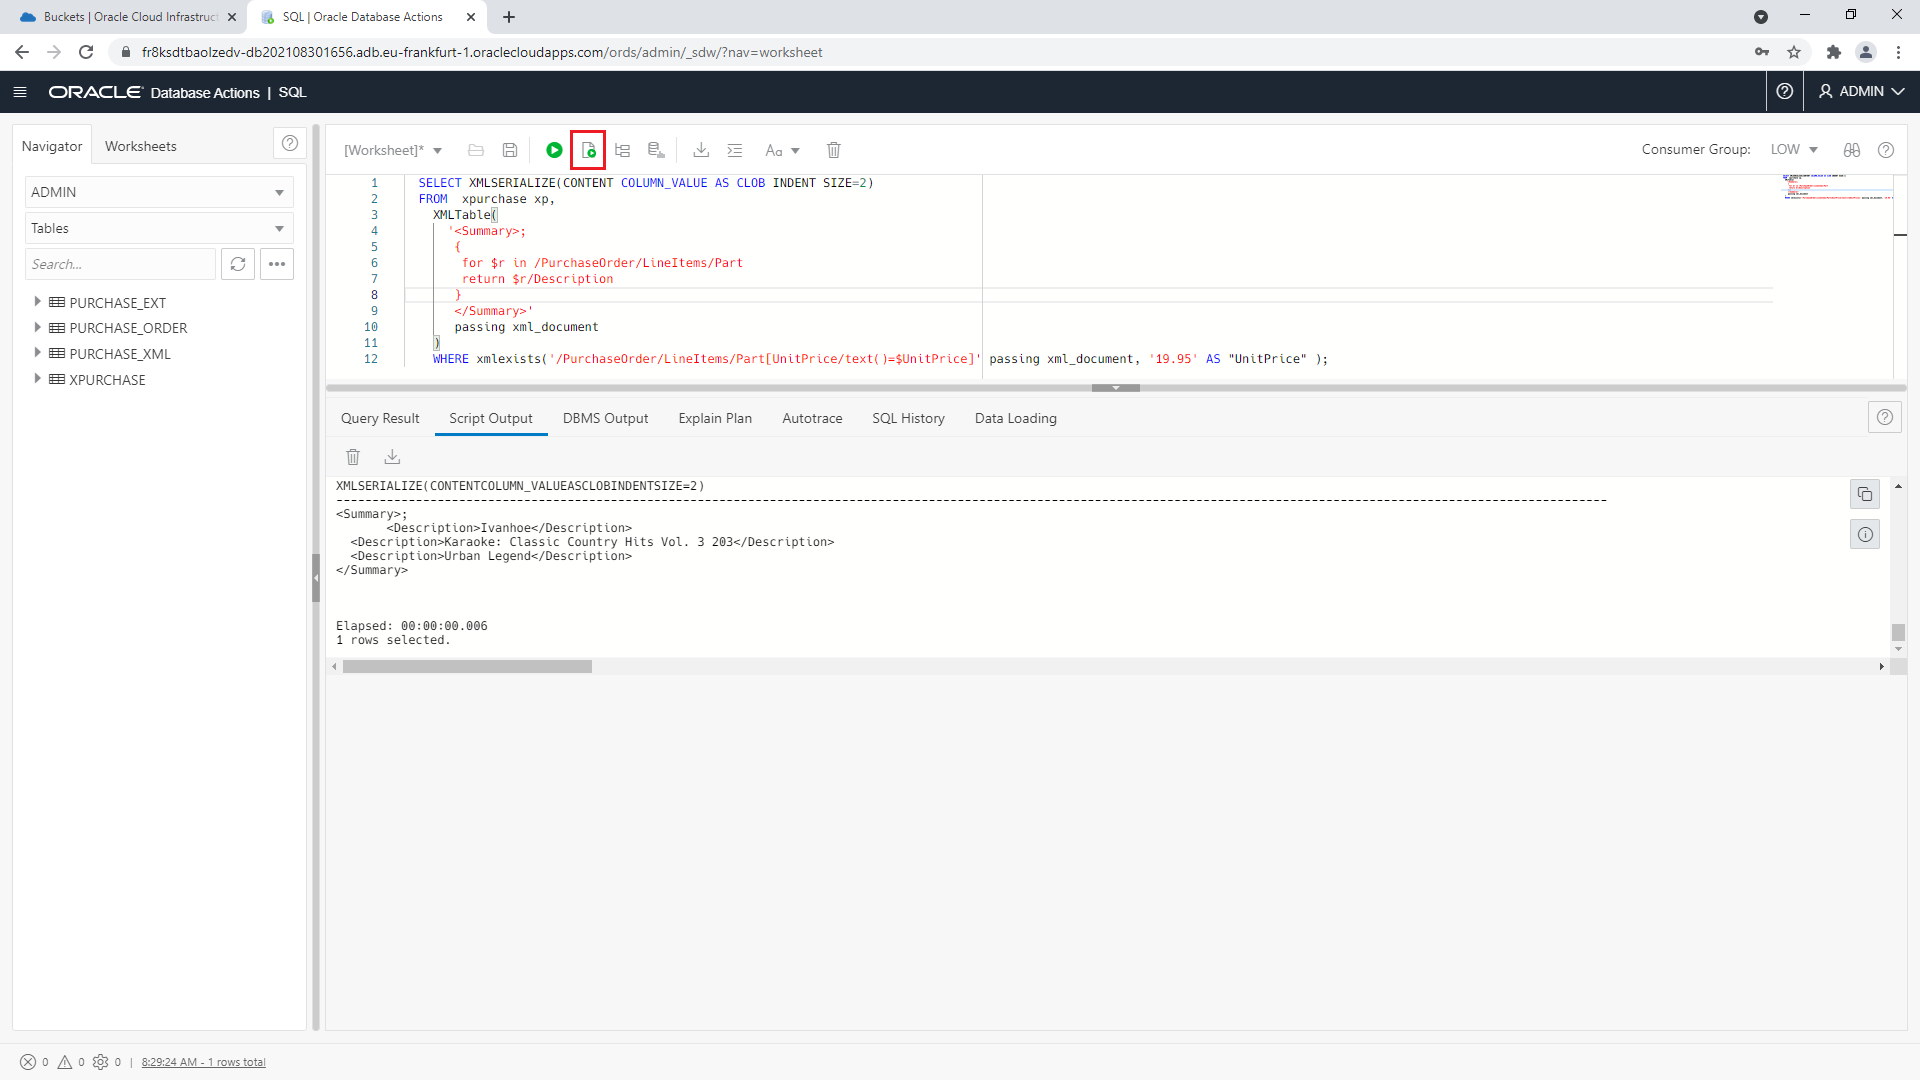 Buckets | Oracle Cloud Infrastruct
SQL | Oracle Database Actions
fr8ksdtbaolzedv-db202108301656.adb.eu-frankfurt-1.oraclecloudapps.com/ords/admin/_sdw/?nav=worksheet
ORACLE Database Actions | SQL
ADMIN
Navigator
Worksheets
[Worksheet]*
Aa
Consumer Group:
LOW
ADMIN
Tables
Search...
PURCHASE_EXT
PURCHASE_ORDER
PURCHASE_XML
XPURCHASE
1 SELECT XMLSERIALIZE(CONTENT COLUMN_VALUE AS CLOB INDENT SIZE=2)
2 FROM  xpurchase xp,
3 XMLTable(
4 '<Summary>;
5 {
6 for $r in /PurchaseOrder/LineItems/Part
7 return $r/Description
8 }
9 </Summary>'
10 passing xml_document
11 )
12 WHERE xmlexists('/PurchaseOrder/LineItems/Part[UnitPrice/text()=$UnitPrice]' passing xml_document, '19.95' AS "UnitPrice" );
Query Result
Script Output
DBMS Output
Explain Plan
Autotrace
SQL History
Data Loading
XMLSERIALIZE(CONTENTCOLUMN_VALUEASCLOBINDENTSIZE=2)
<Summary>;
<Description>Ivanhoe</Description>
<Description>Karaoke: Classic Country Hits Vol. 3 203</Description>
<Description>Urban Legend</Description>
</Summary>
Elapsed: 00:00:00.006
1 rows selected.
0 0 0 | 8:29:24 AM - 1 rows total